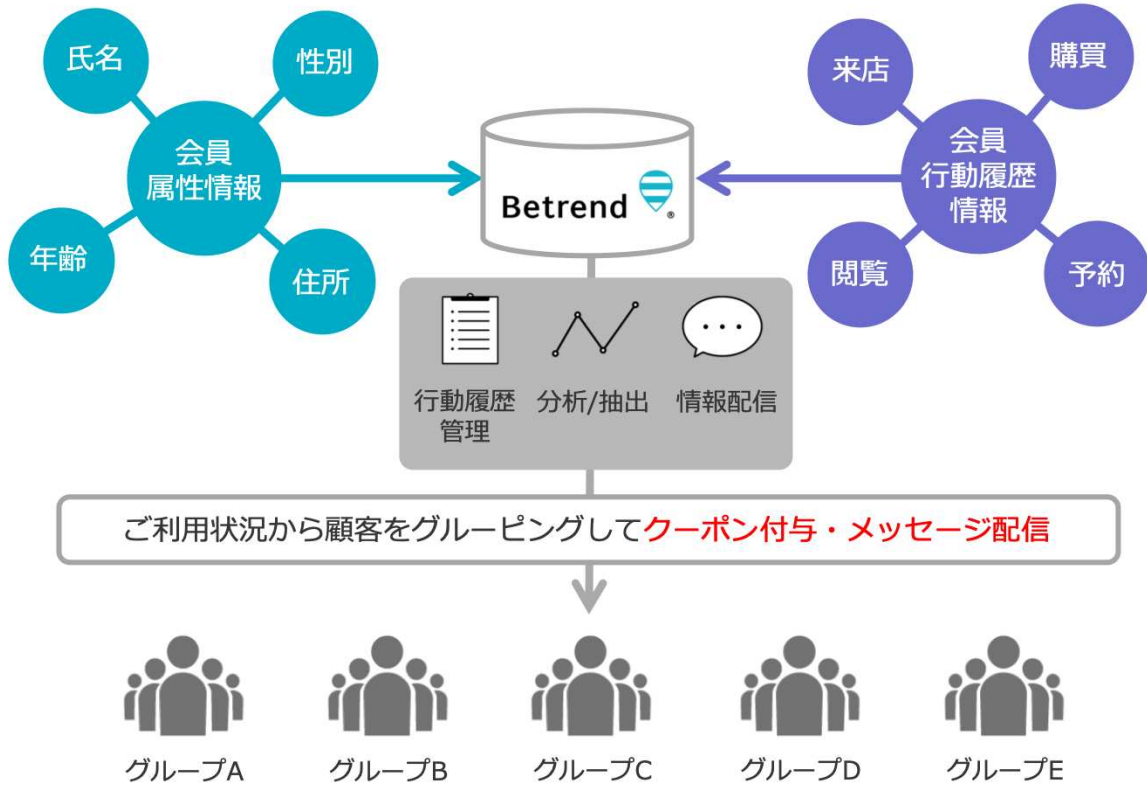 氏名
性別
会員
属性情報
年齢
住所
Betrend
®
来店
購買
会員
行動履歴
情報
閲覧
予約
行動履歴
管理
分析/抽出
情報配信
ご利用状況から顧客をグルーピングしてクーポン付与・メッセージ配信
グループA
グループB
グループC
グループD
グループE